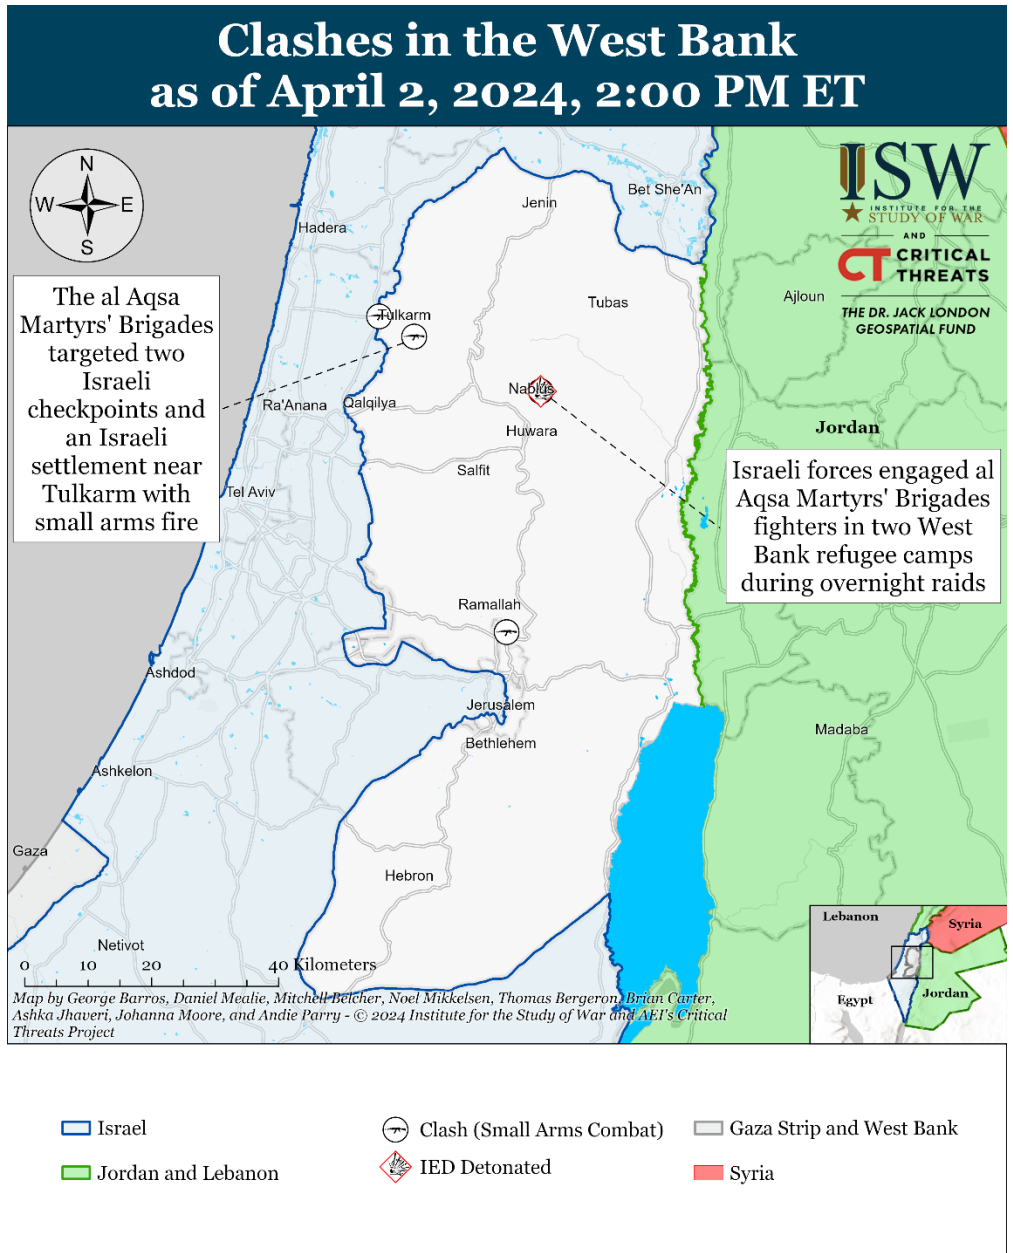 Clashes in the West Bank
as of April 2, 2024, 2:00 PM ET
N
W
E
S
ISW
INSTITUTE FOR THE
STUDY OF WAR
AND
CT CRITICAL
THREATS
THE DR. JACK LONDON
GEOSPATIAL FUND
Bet She'An
Jenin
Hadera
The al Aqsa
Martyrs' Brigades
targeted two
Israeli
checkpoints and
an Israeli
settlement near
Tulkarm with
small arms fire
Tubas
Ajloun
Tulkarm
Nablus
Ra'Anana
Qalqilya
Jordan
Huwara
Salfit
Israeli forces engaged al
Aqsa Martyrs' Brigades
fighters in two West
Bank refugee camps
during overnight raids
Tel Aviv
Ramallah
Ashdod
Jerusalem
Bethlehem
Madaba
Ashkelon
Gaza
Hebron
Netivot
0 10 20 40 Kilometers
Lebanon
Syria
Egypt
Jordan
Map by George Barros, Daniel Mealie, Mitchell Belcher, Noel Mikkelsen, Thomas Bergeron, Brian Carter,
Ashka Jhaveri, Johanna Moore, and Andie Parry - © 2024 Institute for the Study of War and AEI's Critical
Threats Project
Israel
Clash (Small Arms Combat)
Gaza Strip and West Bank
Jordan and Lebanon
IED Detonated
Syria